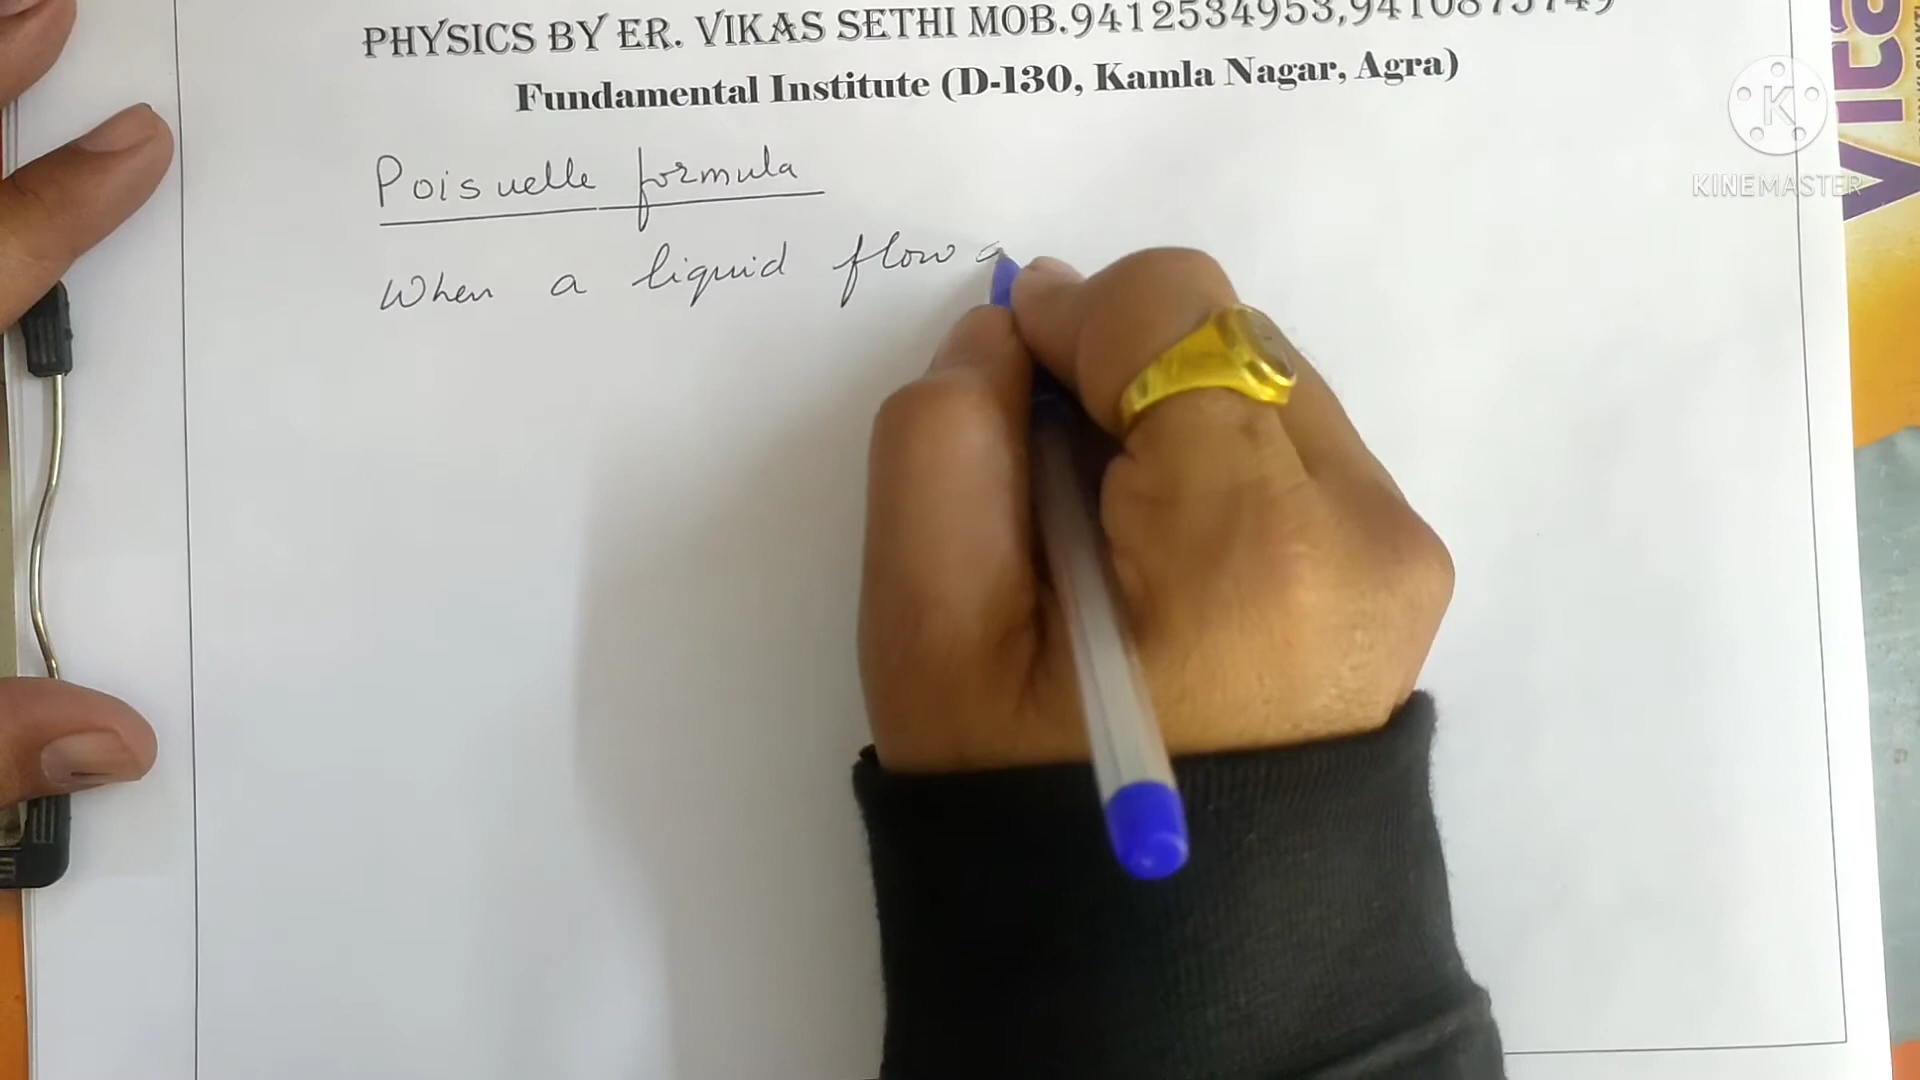 PHYSICS BY ER. VIKAS SETHI MOB.9412534953,
Fundamental Institute (D-130, Kamla Nagar, Agra)
Poisuelle formula
When a liquid flow
KINEMASTER